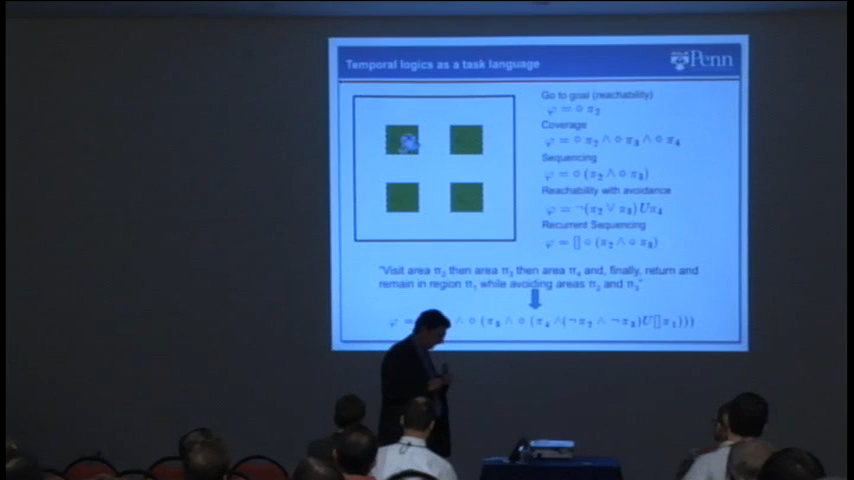 Temporal logics as a task language
Penn
Go to goal (reachability)
φ = ⋄ π₂
Coverage
φ = ⋄ π₂ ∧ ⋄ π₃ ∧ ⋄ π₄
Sequencing
φ = ⋄ (π₂ ∧ ⋄ π₃)
Reachability with avoidance
φ = ¬(π₂ ∨ π₃) U π₄
Recurrent Sequencing
φ = [] ⋄ (π₂ ∧ ⋄ π₃)
"Visit area π₂ then area π₃ then area π₄ and, finally, return and
remain in region π₁ while avoiding areas π₂ and π₃"
φ = ∧ ⋄ (π₃ ∧ ⋄ (π₄ ∧ (¬π₂ ∧ ¬π₃) U [] π₁)))